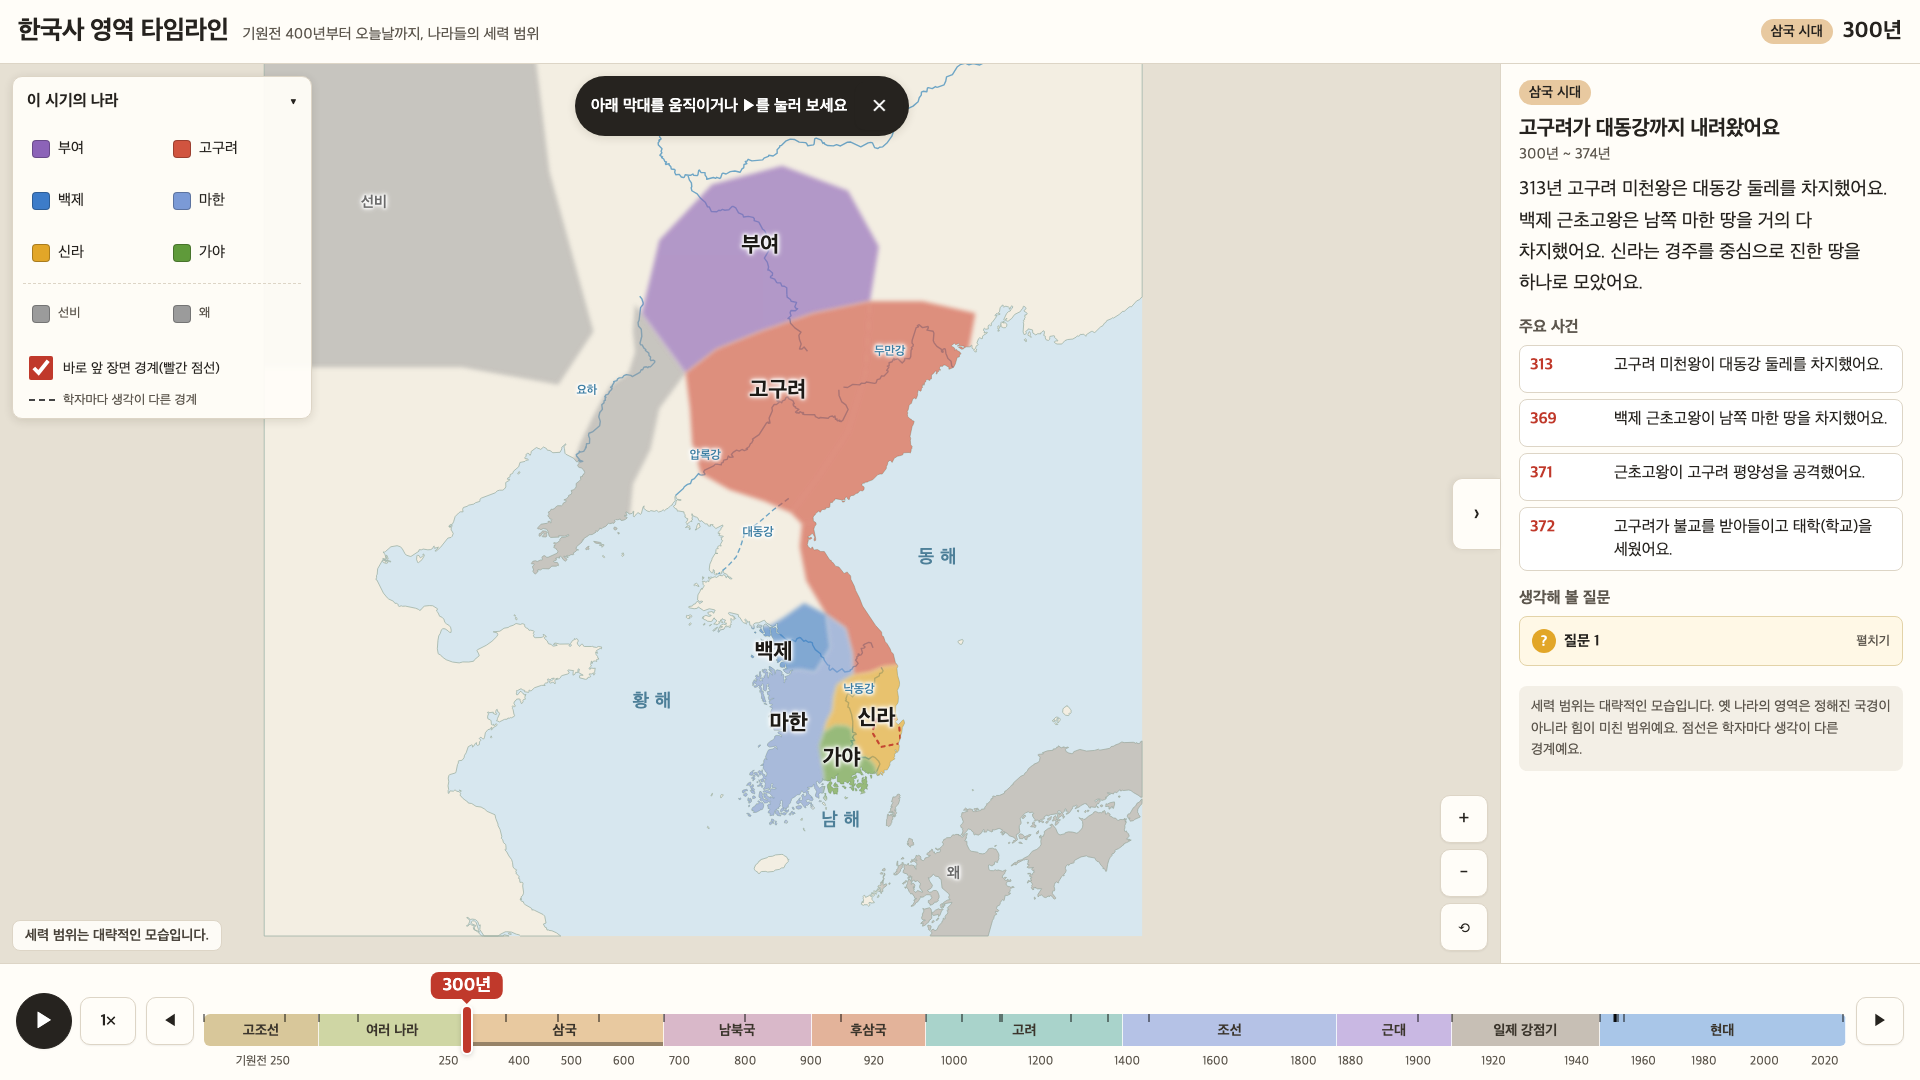 한국사 영역 타임라인
기원전 400년부터 오늘날까지, 나라들의 세력 범위
삼국 시대
300년
이 시기의 나라 ▾
부여
고구려
백제
마한
신라
가야
선비
왜
바로 앞 장면 경계(빨간 점선)
학자마다 생각이 다른 경계
아래 막대를 움직이거나 ▶를 눌러 보세요 ✕
선비
부여
두만강
고구려
요하
압록강
대동강
동 해
백제
낙동강
황 해
마한
신라
가야
남 해
왜
세력 범위는 대략적인 모습입니다.
›
+
−
⟲
삼국 시대
고구려가 대동강까지 내려왔어요
300년 ~ 374년
313년 고구려 미천왕은 대동강 둘레를 차지했어요.
백제 근초고왕은 남쪽 마한 땅을 거의 다
차지했어요. 신라는 경주를 중심으로 진한 땅을
하나로 모았어요.
주요 사건
313 고구려 미천왕이 대동강 둘레를 차지했어요.
369 백제 근초고왕이 남쪽 마한 땅을 차지했어요.
371 근초고왕이 고구려 평양성을 공격했어요.
372 고구려가 불교를 받아들이고 태학(학교)을
세웠어요.
생각해 볼 질문
? 질문 1 펼치기
세력 범위는 대략적인 모습입니다. 옛 나라의 영역은 정해진 국경이
아니라 힘이 미친 범위예요. 점선은 학자마다 생각이 다른
경계예요.
300년
▶ 1× ◀
고조선 여러 나라 삼국 남북국 후삼국 고려 조선 근대 일제 강점기 현대
▶
기원전 250 250 400 500 600 700 800 900 920 1000 1200 1400 1600 1800 1880 1900 1920 1940 1960 1980 2000 2020